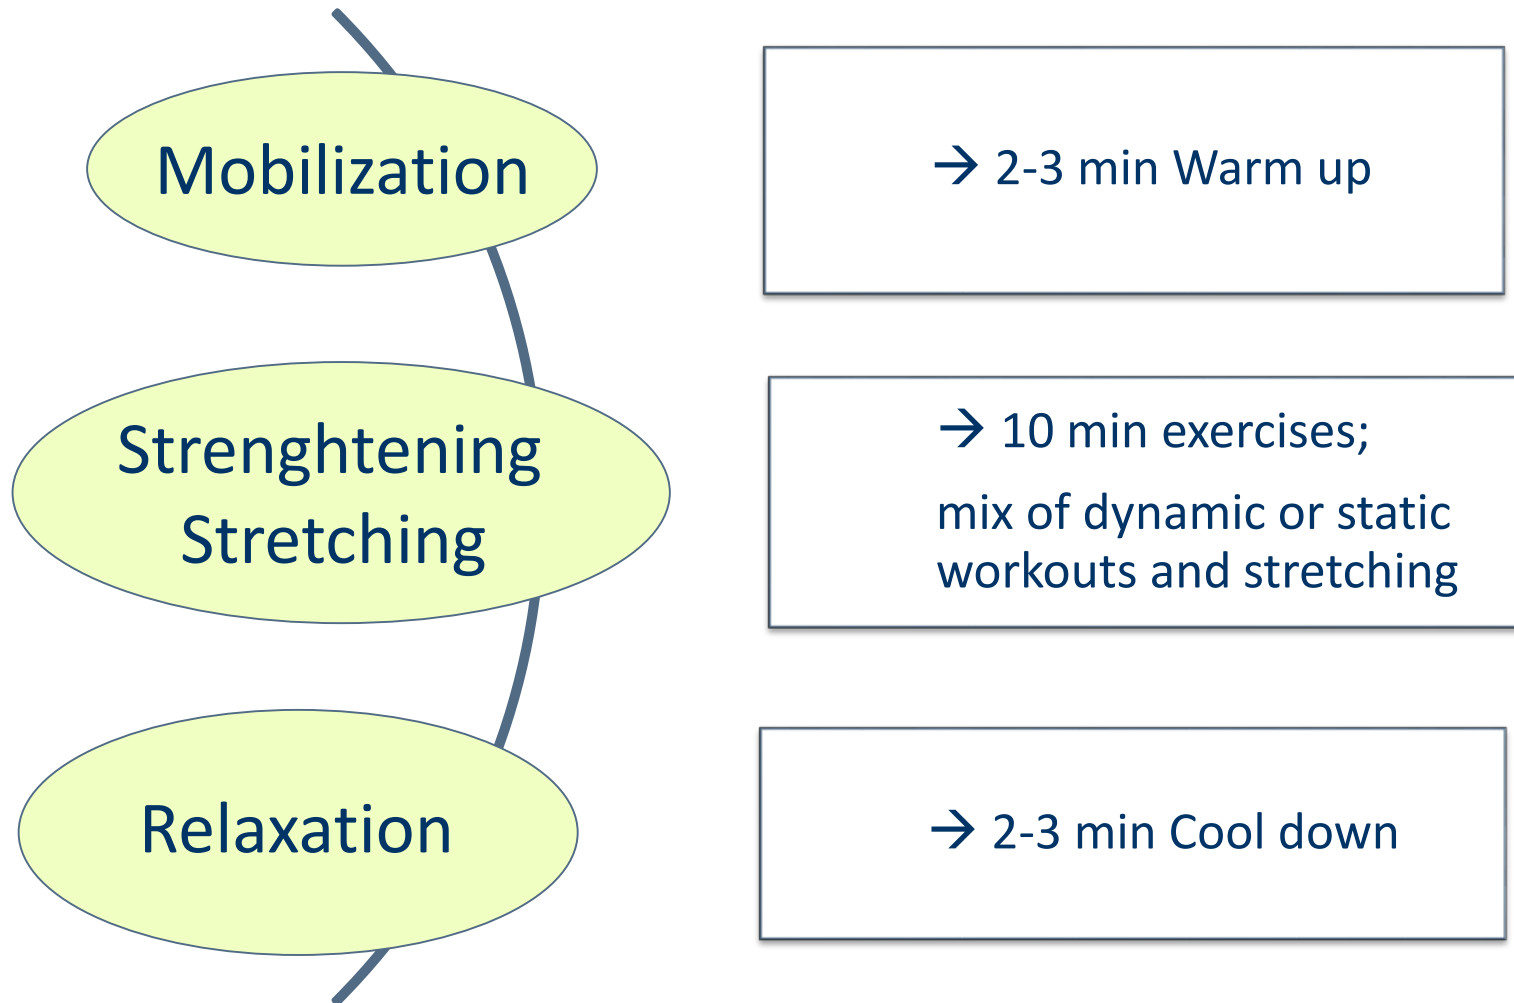 Mobilization
→ 2-3 min Warm up
Strenghtening
Stretching
→ 10 min exercises;
mix of dynamic or static
workouts and stretching
Relaxation
→ 2-3 min Cool down